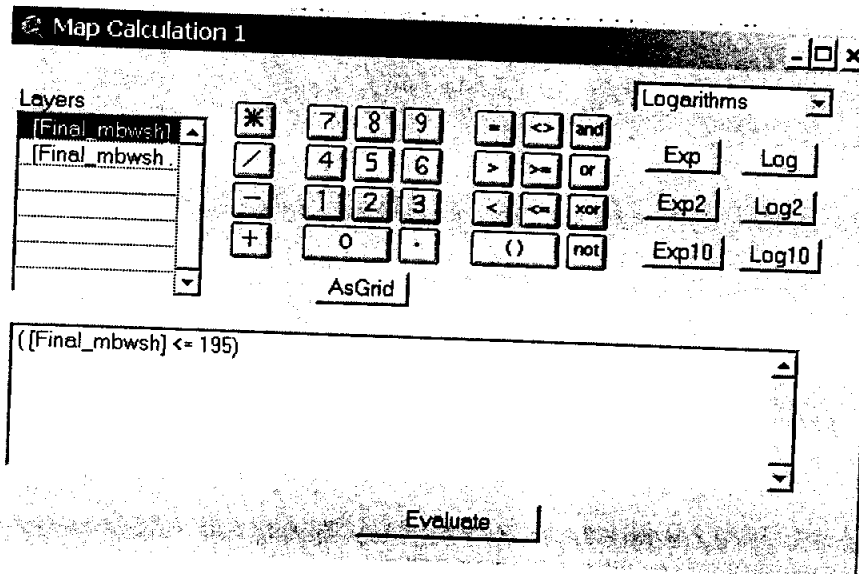 Map Calculation 1
Layers
[Final_mbwsh]
[Final_mbwsh .
* 7 8 9 = <> and
/ 4 5 6 > >= or
- 1 2 3 < <= xor
+ 0 . () not
AsGrid
Logarithms
Exp Log
Exp2 Log2
Exp10 Log10
( [Final_mbwsh] <= 195)
Evaluate